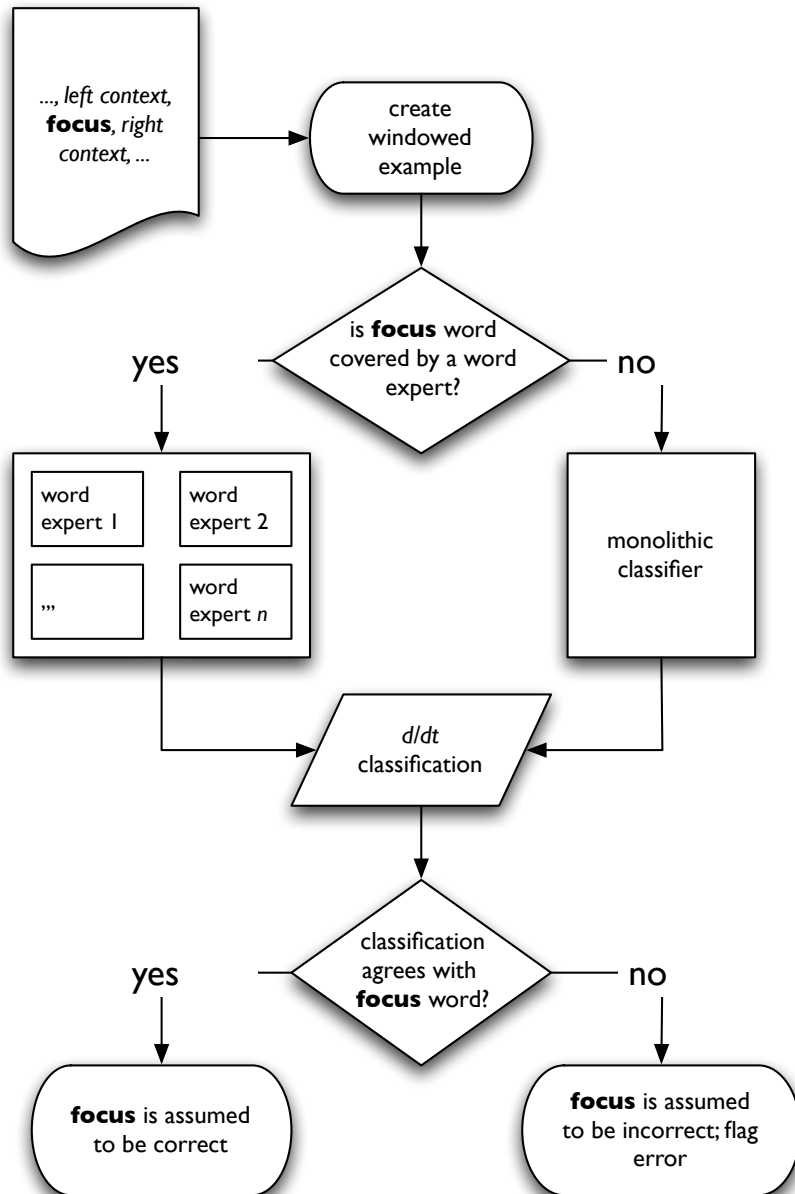 ..., left context,
focus, right
context, ...
create
windowed
example
is focus word
covered by a word
expert?
yes
no
word
expert 1
word
expert 2
,,,
word
expert n
monolithic
classifier
d/dt
classification
classification
agrees with
focus word?
yes
no
focus is assumed
to be correct
focus is assumed
to be incorrect; flag
error